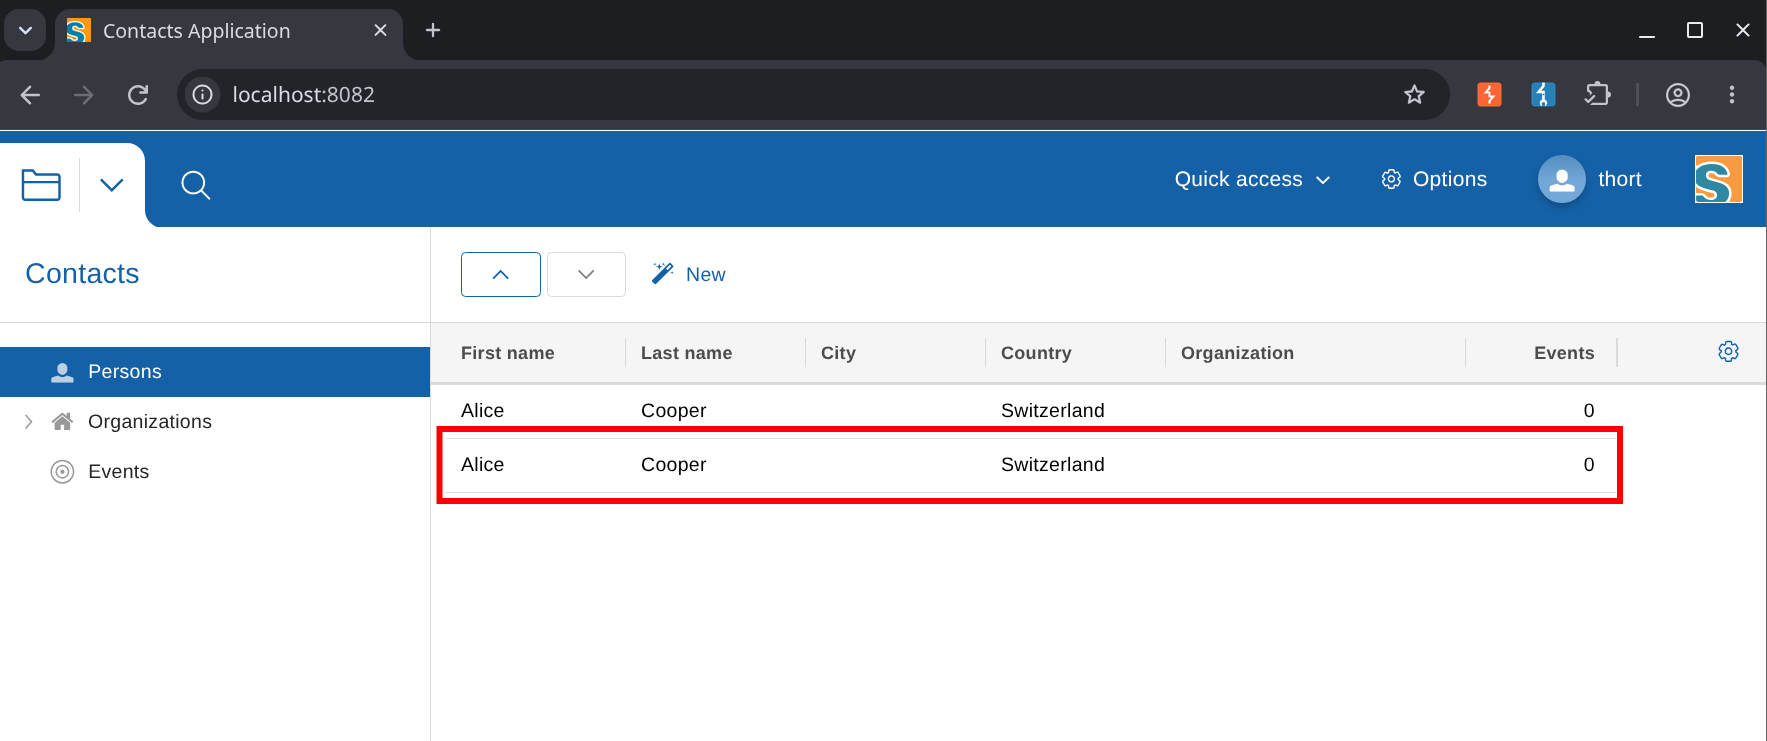 Contacts Application
localhost:8082
Quick access
Options
thort
Contacts
New
Persons
Organizations
Events
First name Last name City Country Organization Events
Alice Cooper Switzerland 0
Alice Cooper Switzerland 0